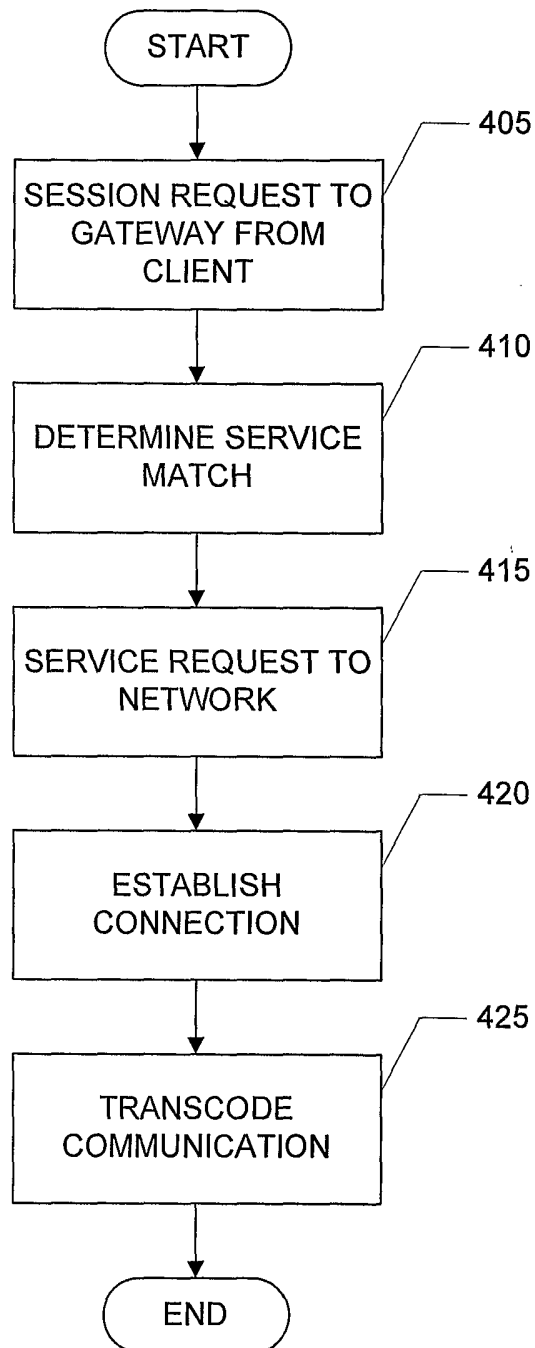 START
405
SESSION REQUEST TO
GATEWAY FROM
CLIENT
410
DETERMINE SERVICE
MATCH
415
SERVICE REQUEST TO
NETWORK
420
ESTABLISH
CONNECTION
425
TRANSCODE
COMMUNICATION
END